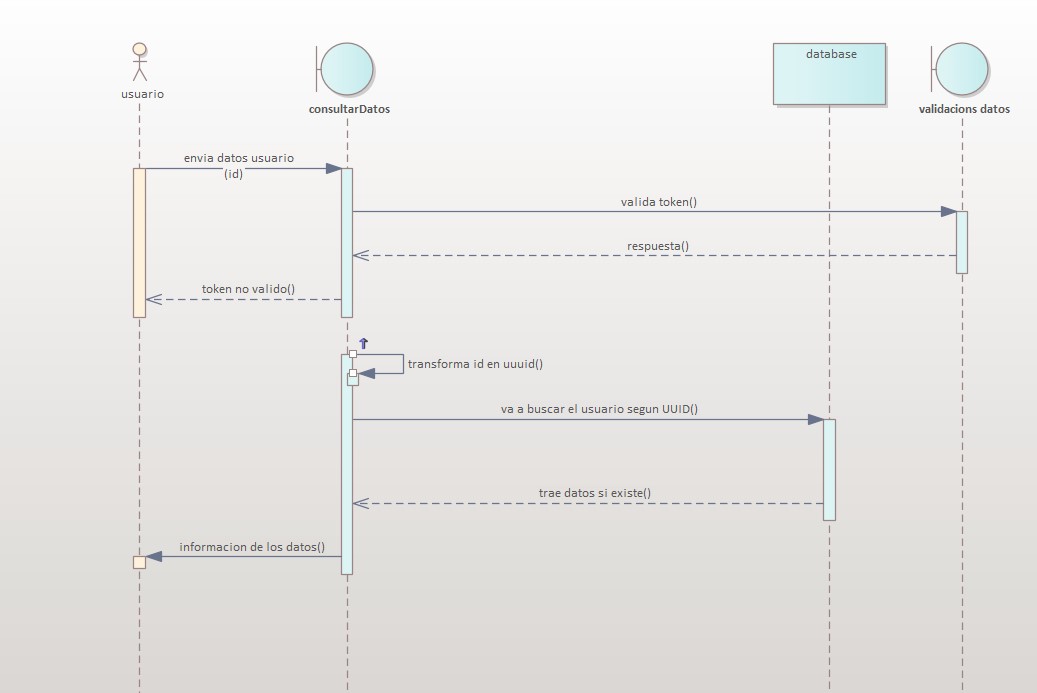 usuario
consultarDatos
database
validacions datos
envia datos usuario
(id)
valida token()
respuesta()
token no valido()
transforma id en uuuid()
va a buscar el usuario segun UUID()
trae datos si existe()
informacion de los datos()